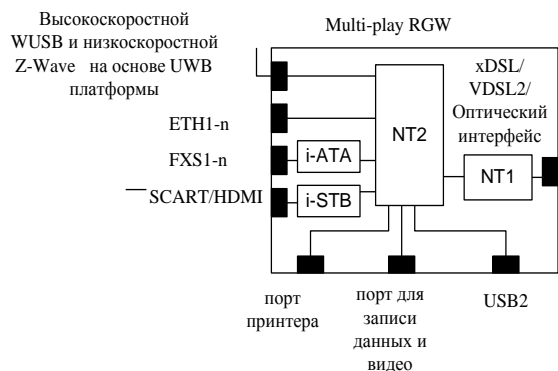 Высокоскоростной
WUSB и низкоскоростной
Z-Wave на основе UWB
платформы
Multi-play RGW
xDSL/
VDSL2/
Оптический
интерфейс
ETH1-n
NT2
FXS1-n
i-ATA
NT1
SCART/HDMI
i-STB
порт
принтера
порт для
записи
данных и
видео
USB2